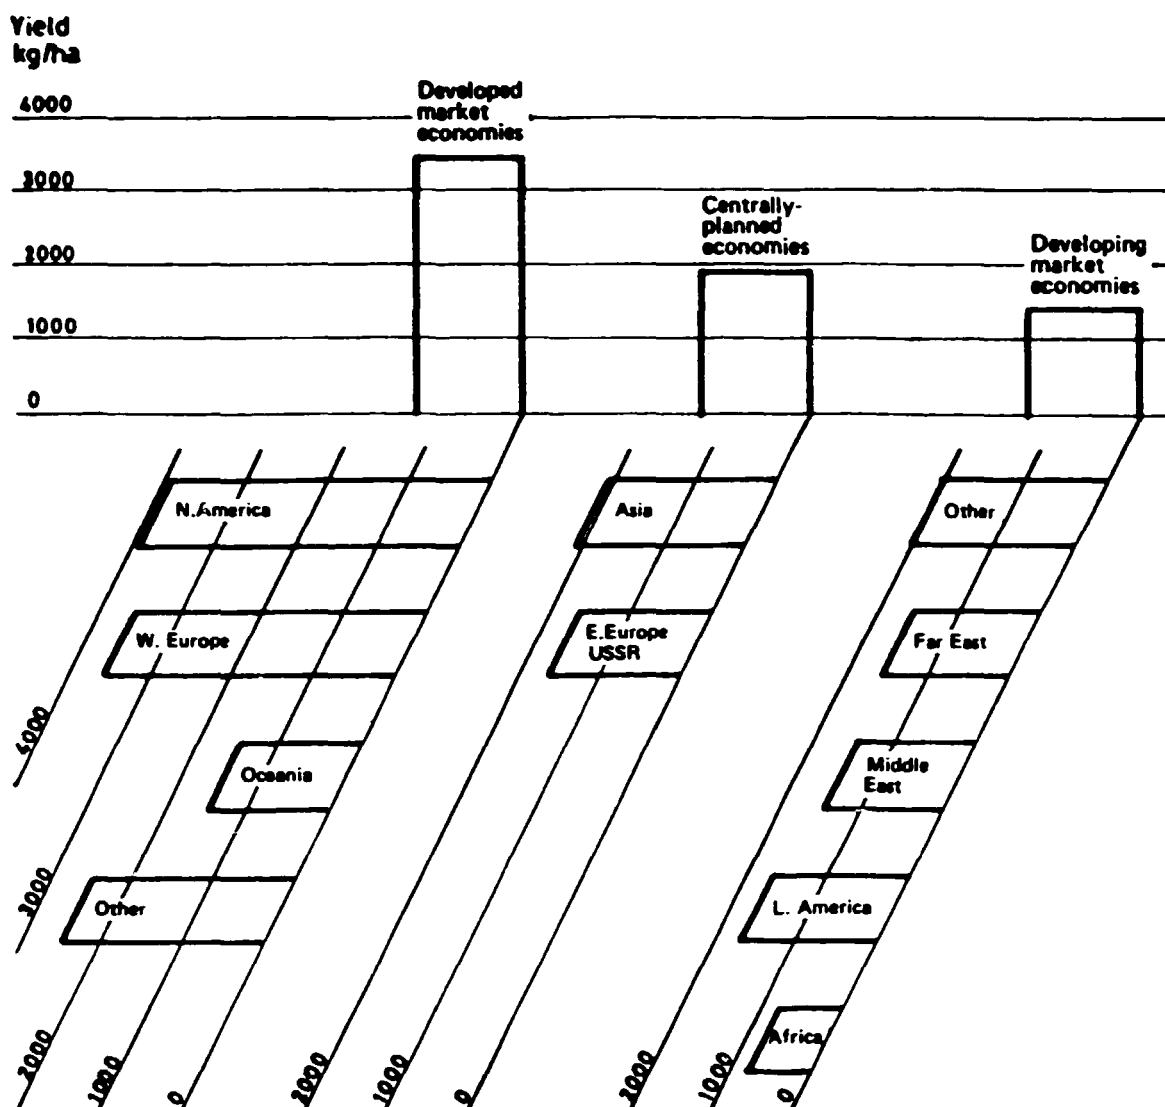 Yield
kg/ha
Developed
market
economies
4000
3000
Centrally-
planned
economies
2000
Developing
market
economies
1000
0
N.America
Asia
Other
W. Europe
E.Europe
USSR
Far East
4000
Oceania
Middle
East
3000
Other
L. America
2000
1000
0
2000
1000
0
2000
1000
0
Africa